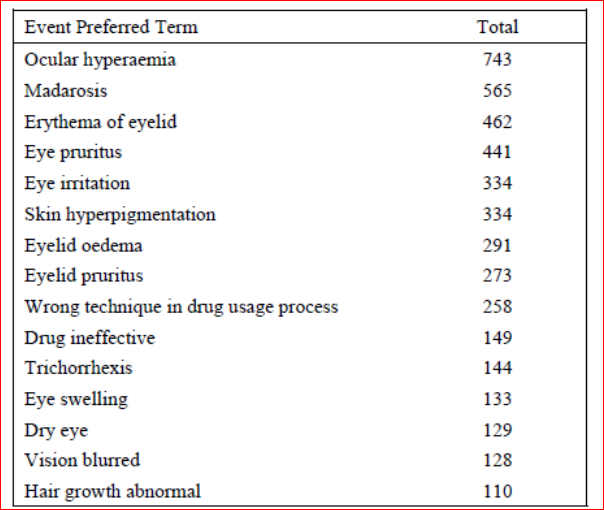 Event Preferred Term Total
Ocular hyperaemia 743
Madarosis 565
Erythema of eyelid 462
Eye pruritus 441
Eye irritation 334
Skin hyperpigmentation 334
Eyelid oedema 291
Eyelid pruritus 273
Wrong technique in drug usage process 258
Drug ineffective 149
Trichorrhexis 144
Eye swelling 133
Dry eye 129
Vision blurred 128
Hair growth abnormal 110